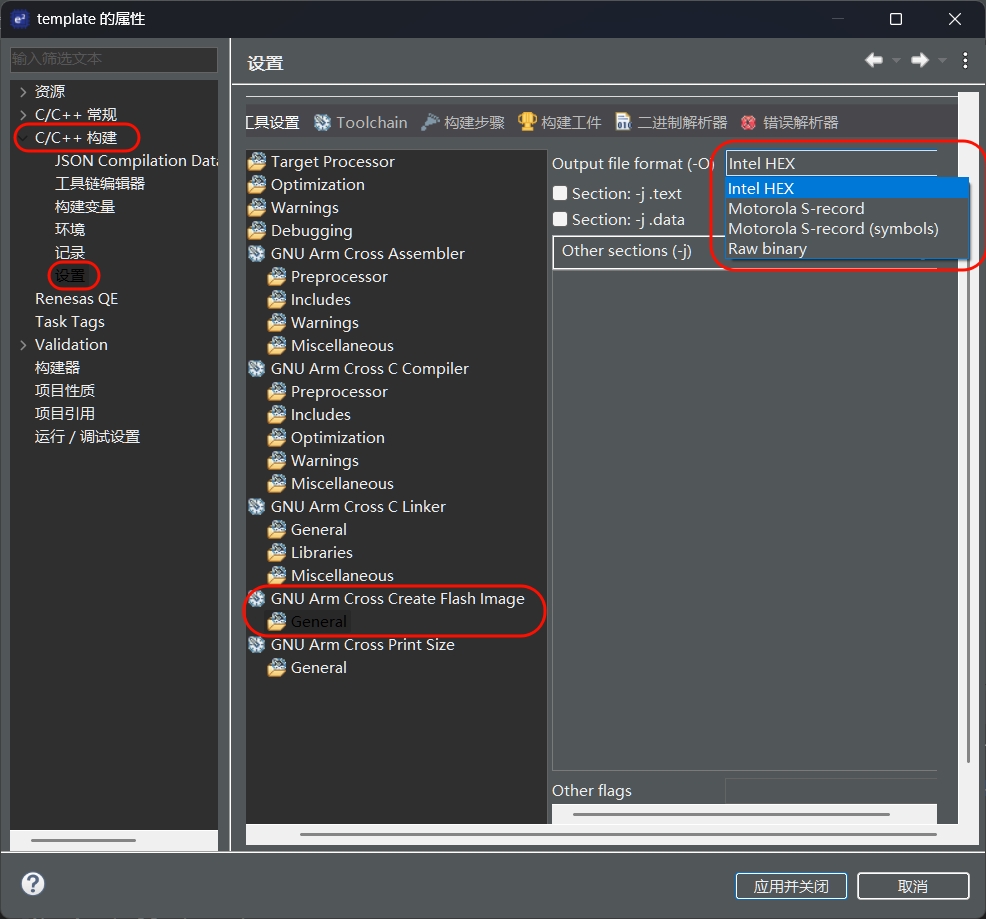 template 的属性
输入筛选文本
资源
C/C++ 常规
C/C++ 构建
JSON Compilation Data
工具链编辑器
构建变量
环境
记录
设置
Renesas QE
Task Tags
Validation
构建器
项目性质
项目引用
运行 / 调试设置
设置
工具设置 Toolchain 构建步骤 构建工件 二进制解析器 错误解析器
Target Processor
Optimization
Warnings
Debugging
GNU Arm Cross Assembler
Preprocessor
Includes
Warnings
Miscellaneous
GNU Arm Cross C Compiler
Preprocessor
Includes
Optimization
Warnings
Miscellaneous
GNU Arm Cross C Linker
General
Libraries
Miscellaneous
GNU Arm Cross Create Flash Image
General
GNU Arm Cross Print Size
General
Output file format (-O) Intel HEX
Intel HEX
Motorola S-record
Motorola S-record (symbols)
Raw binary
Section: -j .text
Section: -j .data
Other sections (-j)
Other flags
应用并关闭
取消